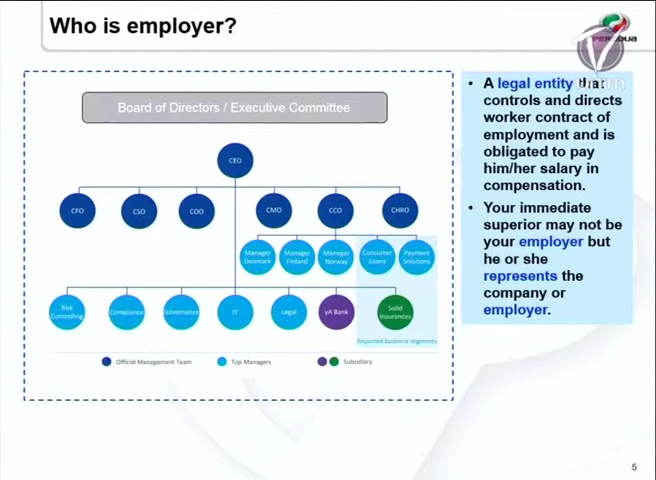 Who is employer?
PERODUA
Board of Directors / Executive Committee
CEO
CFO
CSO
COO
CMO
CCO
CHRO
Manager
Denmark
Manager
Finland
Manager
Norway
Consumer
Loans
Payment
Solutions
Risk
Controlling
Compliance
Governance
IT
Legal
yA Bank
Solid
Insurances
Reported business segments
Official Management Team
Top Managers
Subsidiary
• A legal entity that
controls and directs
worker contract of
employment and is
obligated to pay
him/her salary in
compensation.
• Your immediate
superior may not be
your employer but
he or she
represents the
company or
employer.
5